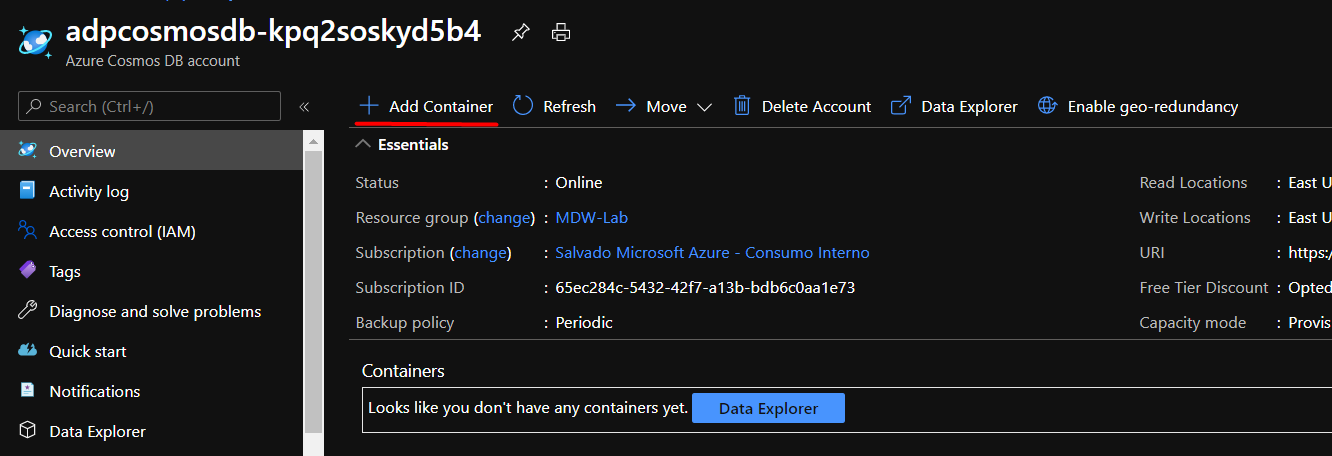 adpcosmosdb-kpq2soskyd5b4
Azure Cosmos DB account
Search (Ctrl+/)
«
Add Container
Refresh
Move
Delete Account
Data Explorer
Enable geo-redundancy
Overview
Activity log
Access control (IAM)
Tags
Diagnose and solve problems
Quick start
Notifications
Data Explorer
Essentials
Status : Online
Resource group (change) : MDW-Lab
Subscription (change) : Salvado Microsoft Azure - Consumo Interno
Subscription ID : 65ec284c-5432-42f7-a13b-bdb6c0aa1e73
Backup policy : Periodic
Read Locations : East U
Write Locations : East U
URI : https:/
Free Tier Discount : Opted
Capacity mode : Provis
Containers
Looks like you don't have any containers yet. Data Explorer